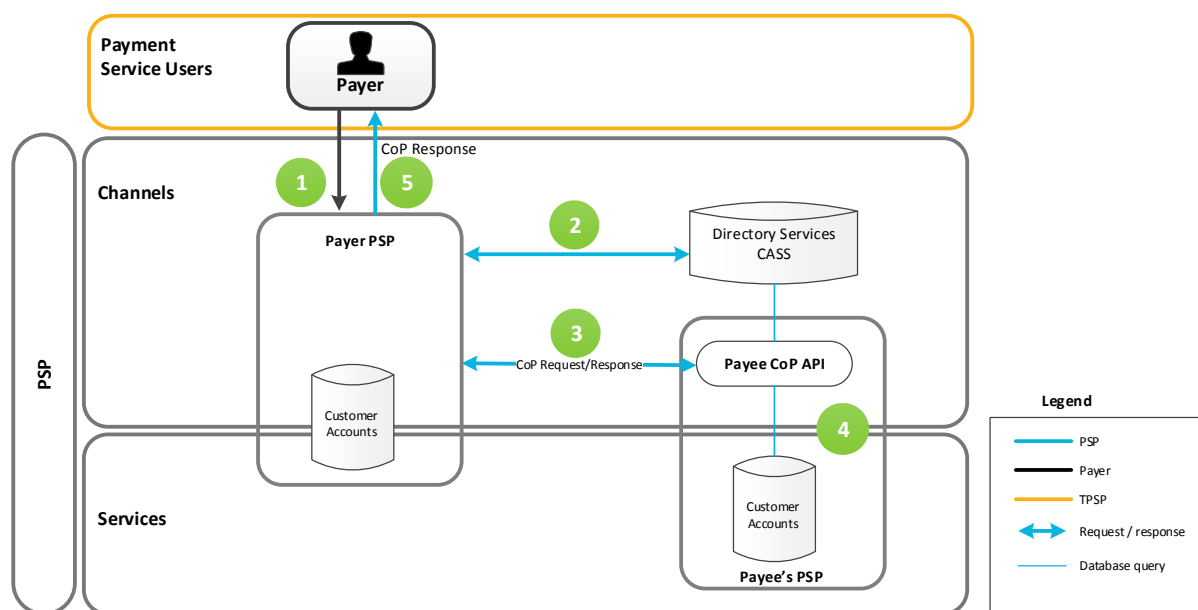 Payment
Service Users
Payer
CoP Response
1
5
Channels
2
Payer PSP
Directory Services
CASS
3
CoP Request/Response
Payee CoP API
PSP
Customer
Accounts
4
Legend
PSP
Payer
TPSP
Request / response
Database query
Services
Customer
Accounts
Payee's PSP